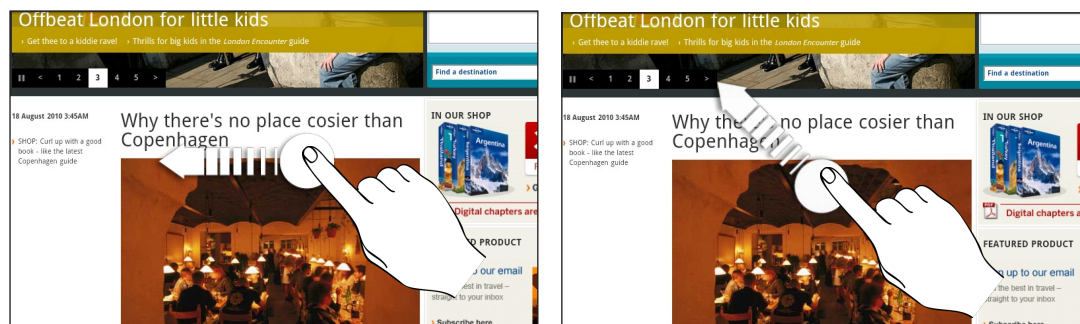 Offbeat London for little kids
› Get thee to a kiddie rave! › Thrills for big kids in the London Encounter guide
< 1 2 3 4 5 >
Find a destination
18 August 2010 3:45AM
› SHOP: Curl up with a good
book – like the latest
Copenhagen guide
Why there's no place cosier than
Copenhagen
IN OUR SHOP
Argentina
Digital chapters are
D PRODUCT
our email
est in travel –
straight to your inbox
› Subscribe here
Offbeat London for little kids
› Get thee to a kiddie rave! › Thrills for big kids in the London Encounter guide
< 1 2 3 4 5 >
Find a destination
18 August 2010 3:45AM
› SHOP: Curl up with a good
book – like the latest
Copenhagen guide
Why the no place cosier than
Copenhagen
IN OUR SHOP
Argentina
Digital chapters a
FEATURED PRODUCT
n up to our email
the best in travel –
straight to your inbox